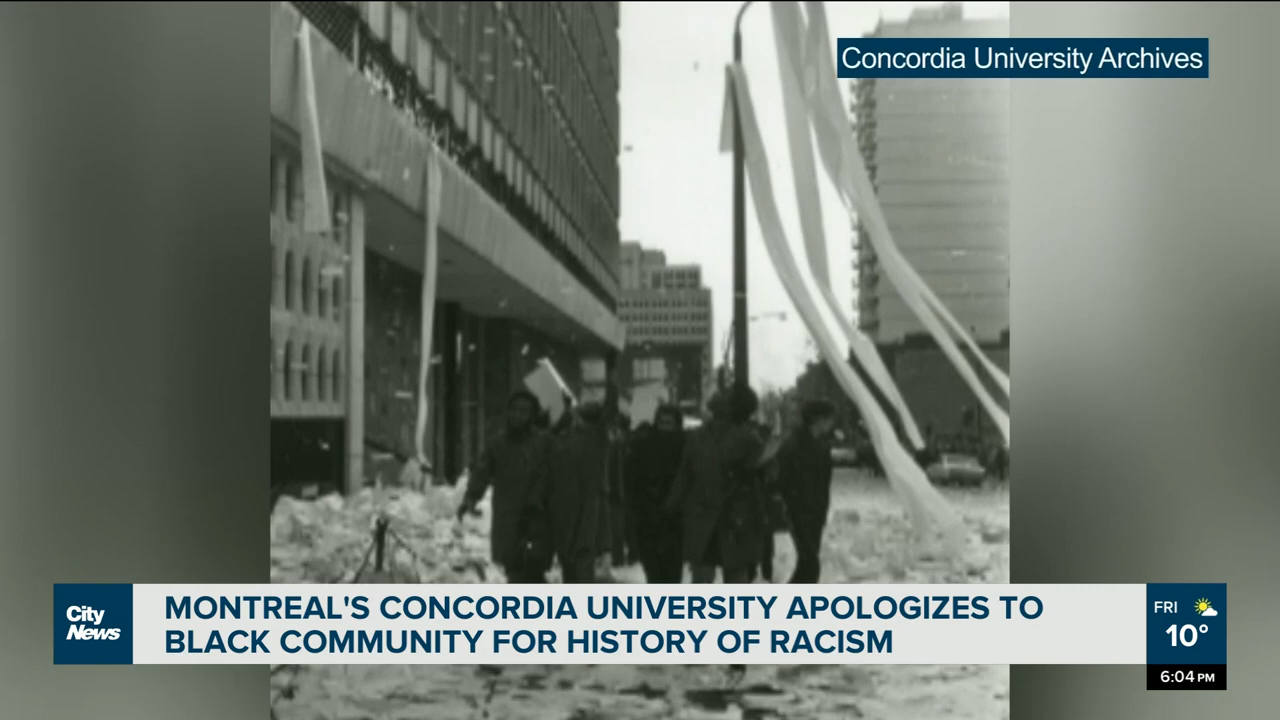 Concordia University Archives
City
News
MONTREAL'S CONCORDIA UNIVERSITY APOLOGIZES TO
BLACK COMMUNITY FOR HISTORY OF RACISM
FRI
10°
6:04 PM